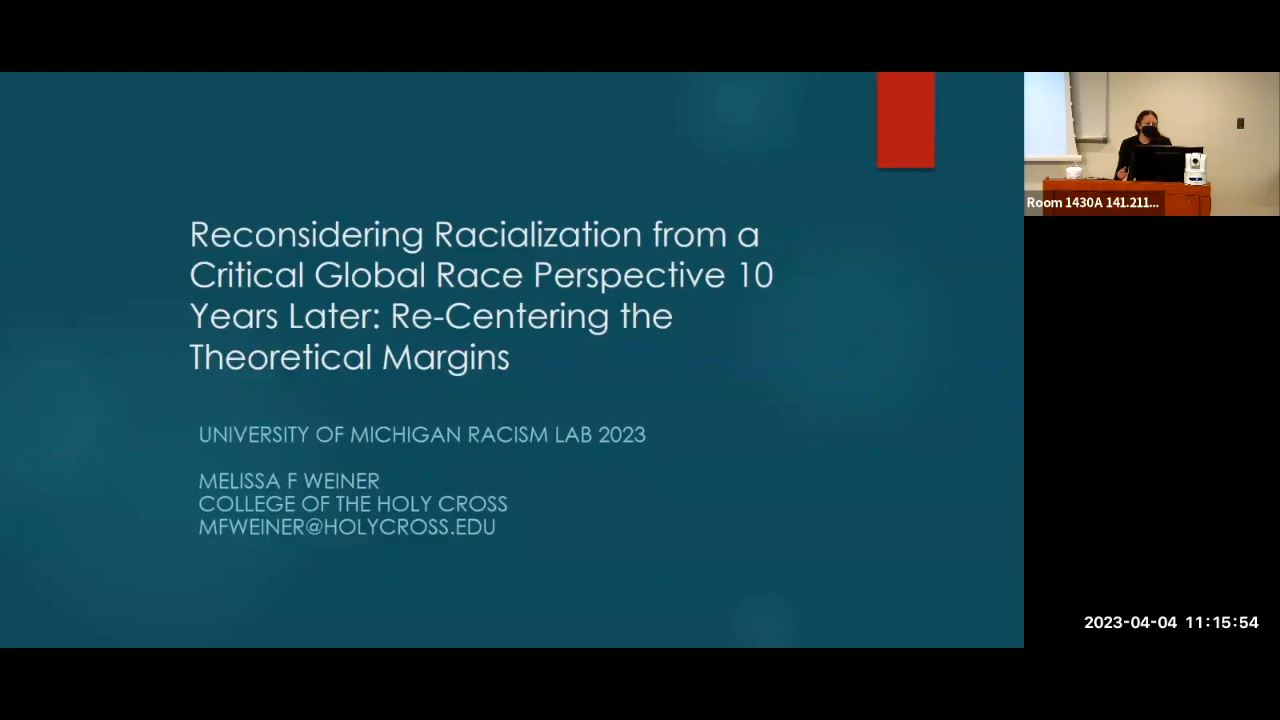 Reconsidering Racialization from a
Critical Global Race Perspective 10
Years Later: Re-Centering the
Theoretical Margins
UNIVERSITY OF MICHIGAN RACISM LAB 2023
MELISSA F WEINER
COLLEGE OF THE HOLY CROSS
MFWEINER@HOLYCROSS.EDU
Room 1430A 141.211...
2023-04-04 11:15:54